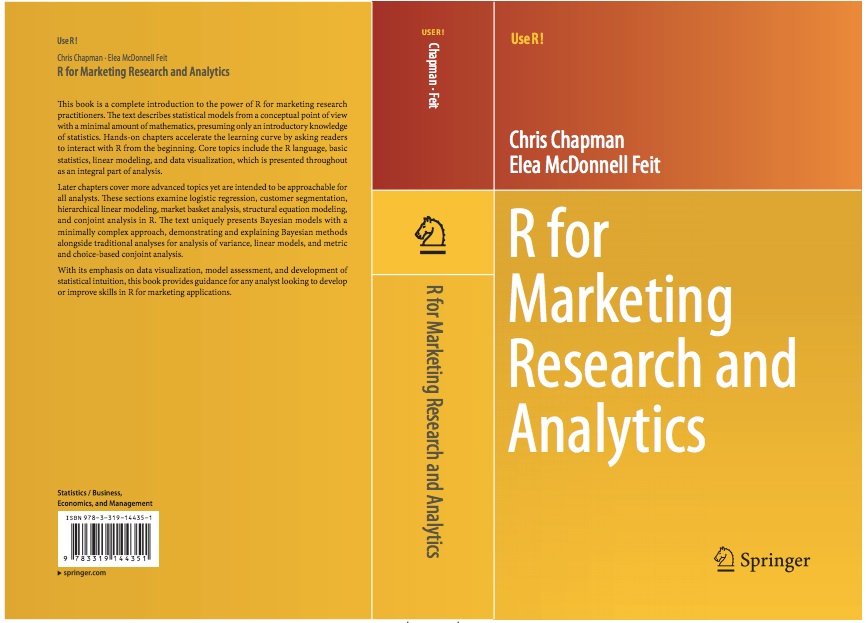 Use R!
Chris Chapman · Elea McDonnell Feit
R for Marketing Research and Analytics
This book is a complete introduction to the power of R for marketing research
practitioners. The text describes statistical models from a conceptual point of view
with a minimal amount of mathematics, presuming only an introductory knowledge
of statistics. Hands-on chapters accelerate the learning curve by asking readers
to interact with R from the beginning. Core topics include the R language, basic
statistics, linear modeling, and data visualization, which is presented throughout
as an integral part of analysis.
Later chapters cover more advanced topics yet are intended to be approachable for
all analysts. These sections examine logistic regression, customer segmentation,
hierarchical linear modeling, market basket analysis, structural equation modeling,
and conjoint analysis in R. The text uniquely presents Bayesian models with a
minimally complex approach, demonstrating and explaining Bayesian methods
alongside traditional analyses for analysis of variance, linear models, and metric
and choice-based conjoint analysis.
With its emphasis on data visualization, model assessment, and development of
statistical intuition, this book provides guidance for any analyst looking to develop
or improve skills in R for marketing applications.
Statistics / Business,
Economics, and Management
ISBN 978-3-319-14435-1
9 783319 144351
▶ springer.com
USE R!
Chapman · Feit
R for Marketing Research and Analytics
Use R!
Chris Chapman
Elea McDonnell Feit
R for
Marketing
Research and
Analytics
Springer